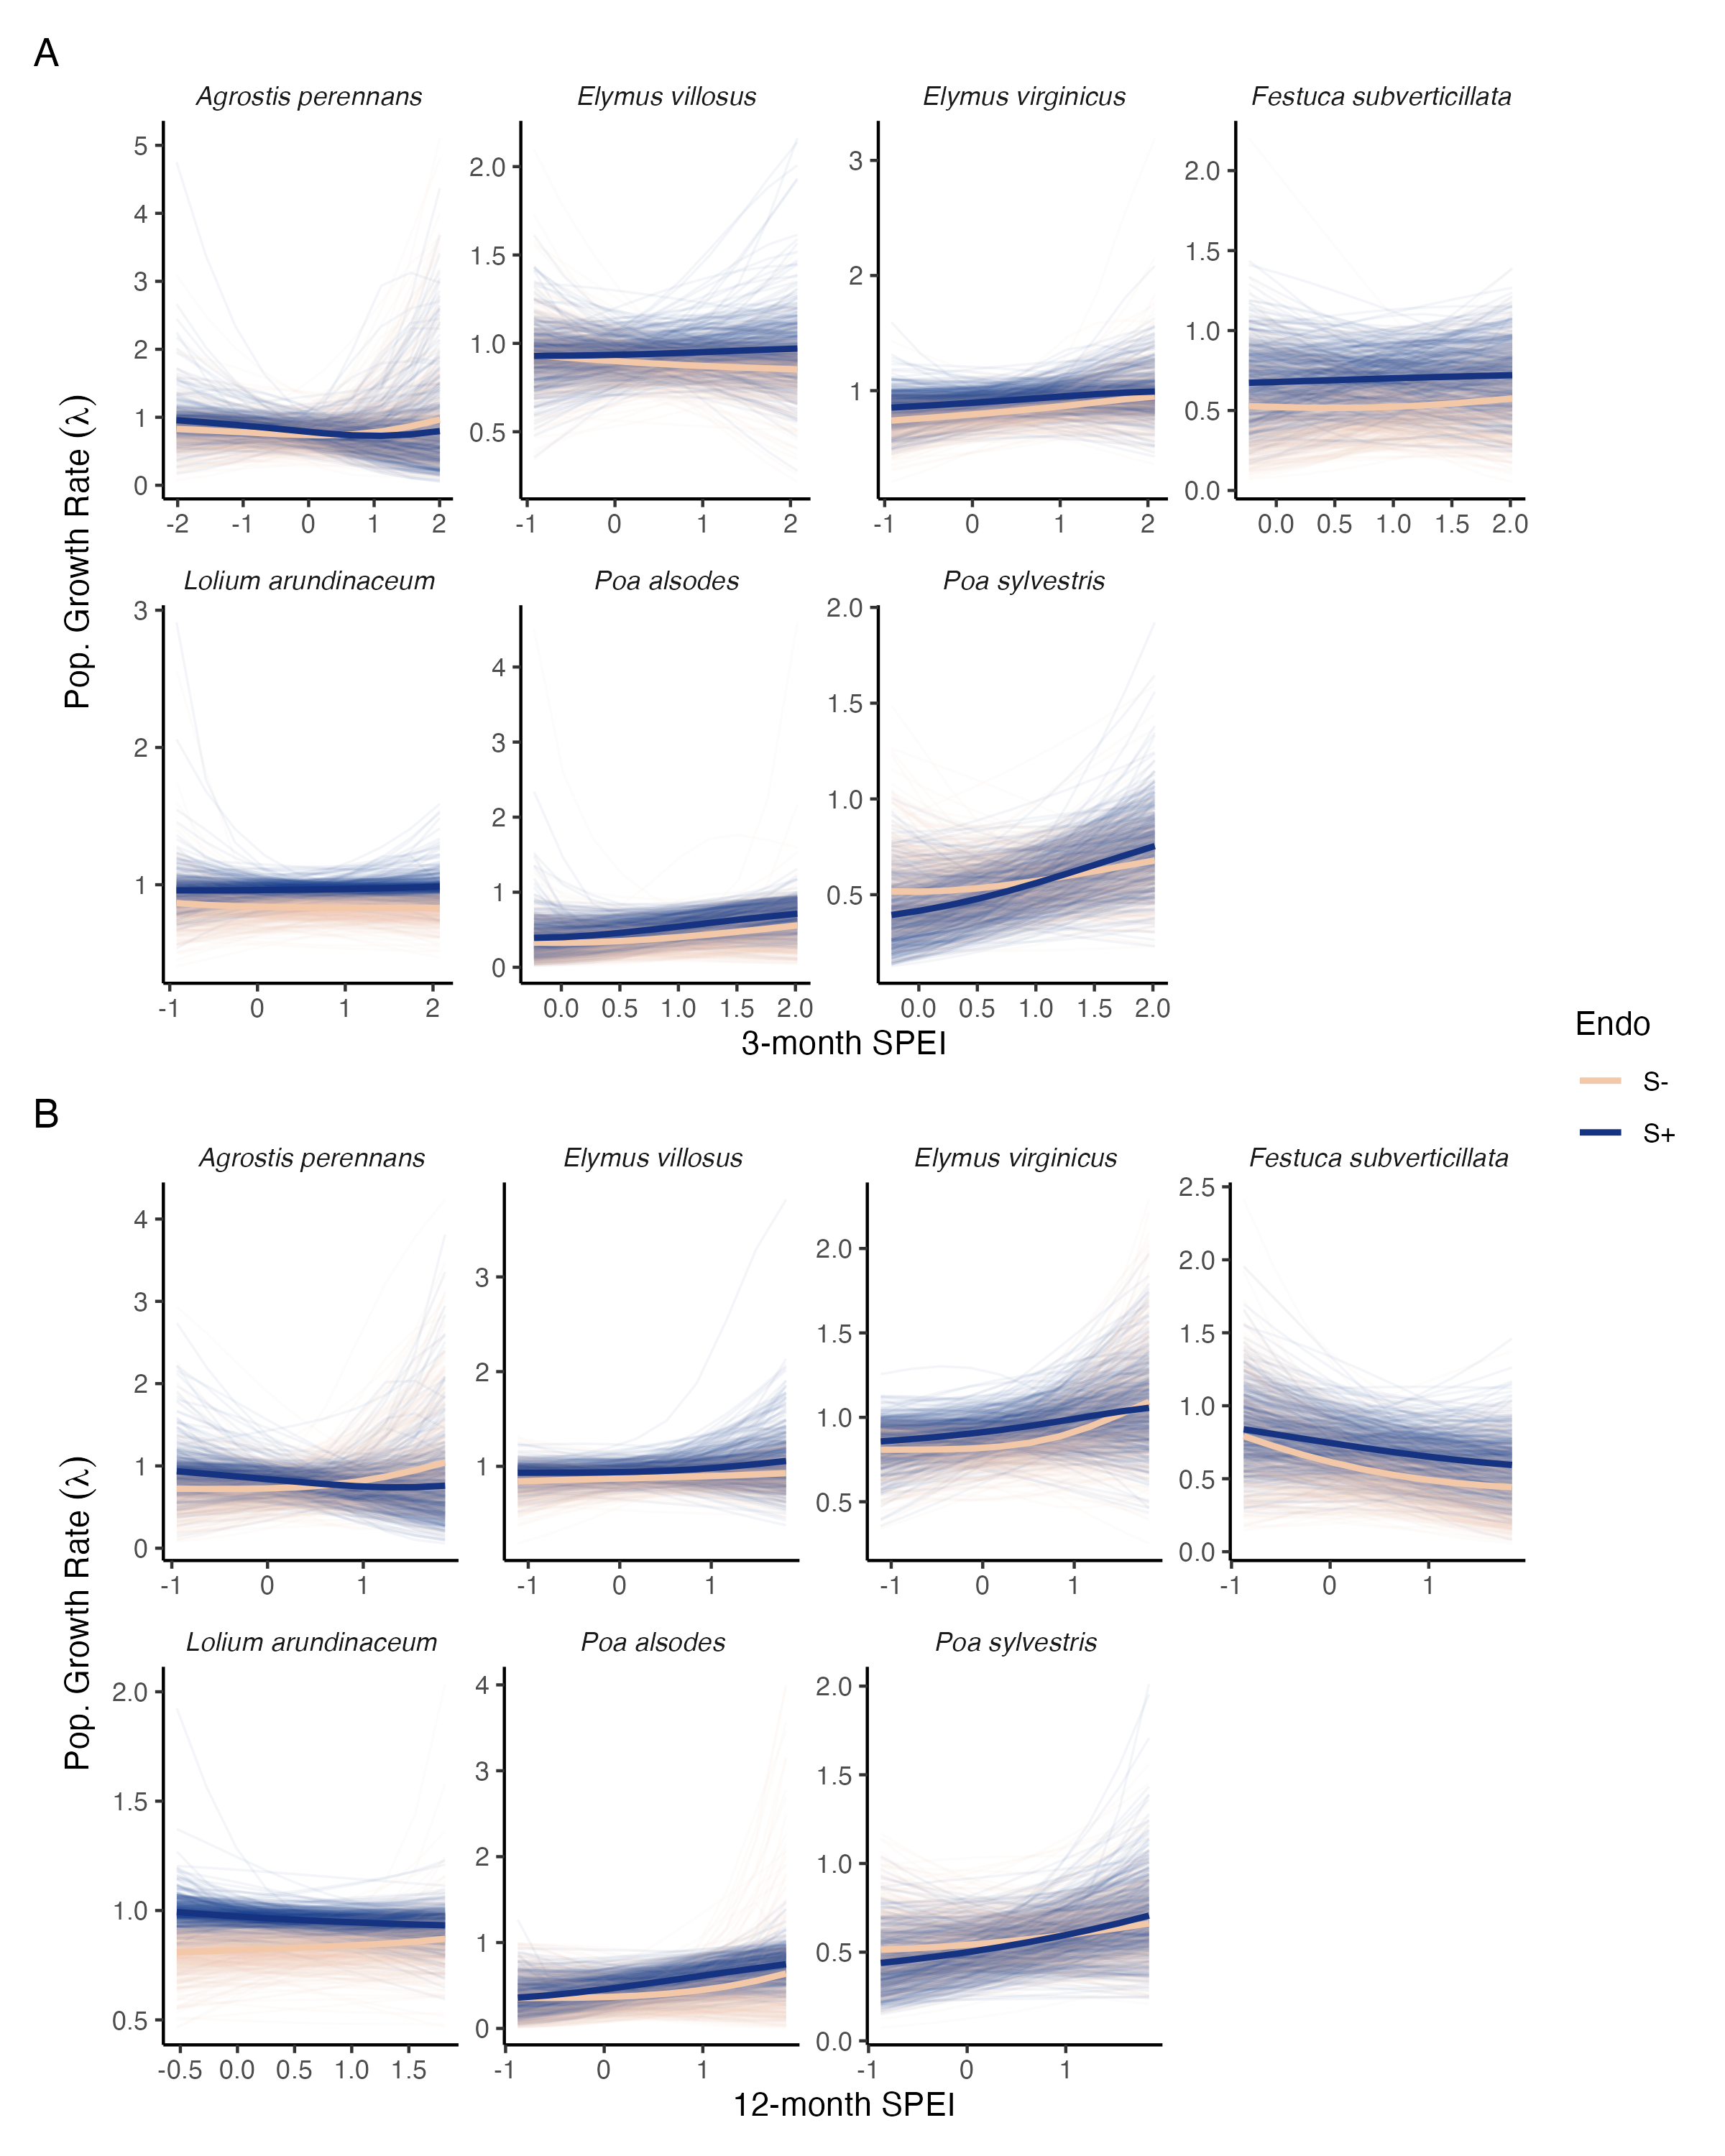 A
Agrostis perennans
Elymus villosus
Elymus virginicus
Festuca subverticillata
5
4
3
2
1
0
-2 -1 0 1 2
2.0
1.5
1.0
0.5
-1 0 1 2
3
2
1
-1 0 1 2
2.0
1.5
1.0
0.5
0.0
0.0 0.5 1.0 1.5 2.0
Pop. Growth Rate (λ)
Lolium arundinaceum
Poa alsodes
Poa sylvestris
3
2
1
-1 0 1 2
4
3
2
1
0
0.0 0.5 1.0 1.5 2.0
2.0
1.5
1.0
0.5
0.0 0.5 1.0 1.5 2.0
3-month SPEI
Endo
S-
S+
B
Agrostis perennans
Elymus villosus
Elymus virginicus
Festuca subverticillata
4
3
2
1
0
-1 0 1
3
2
1
-1 0 1
2.0
1.5
1.0
0.5
-1 0 1
2.5
2.0
1.5
1.0
0.5
0.0
-1 0 1
Pop. Growth Rate (λ)
Lolium arundinaceum
Poa alsodes
Poa sylvestris
2.0
1.5
1.0
0.5
-0.5 0.0 0.5 1.0 1.5
4
3
2
1
0
-1 0 1
2.0
1.5
1.0
0.5
0.0
-1 0 1
12-month SPEI